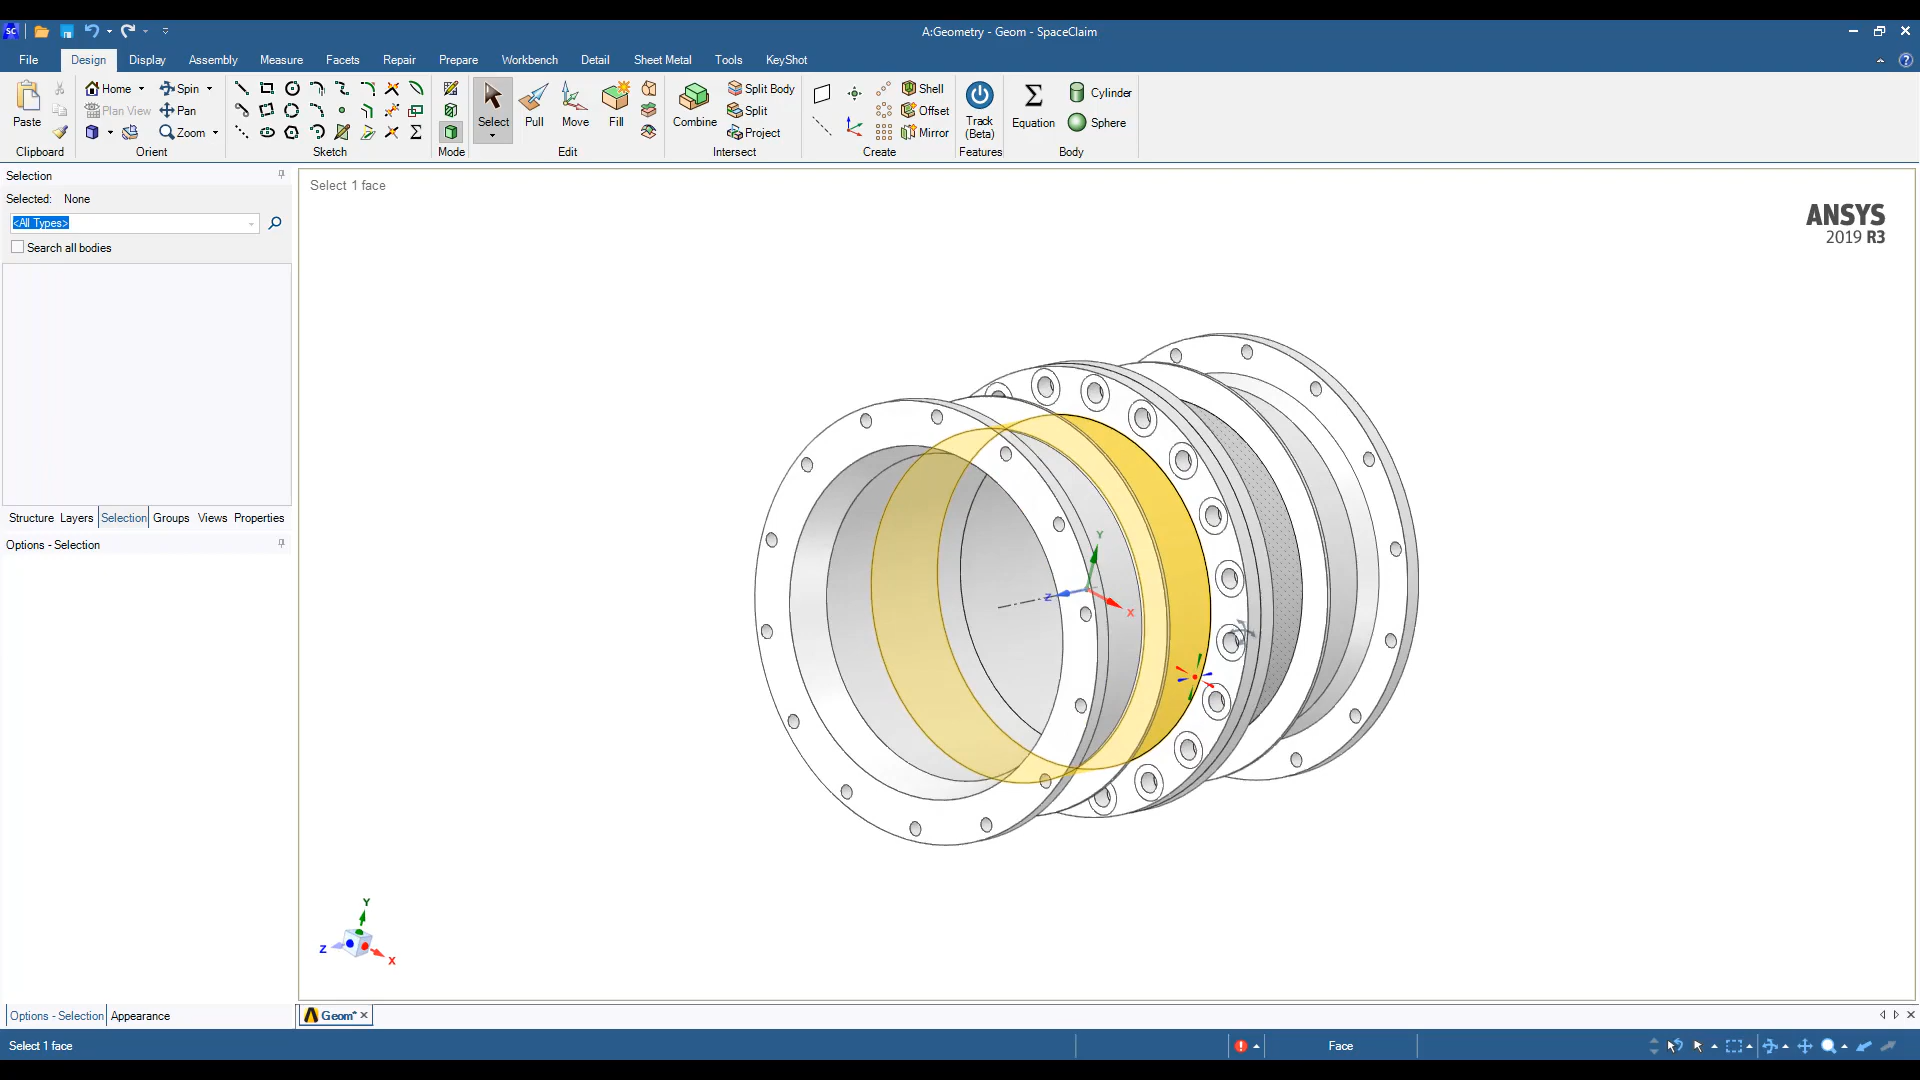 SC
A:Geometry - Geom - SpaceClaim
File Design Display Assembly Measure Facets Repair Prepare Workbench Detail Sheet Metal Tools KeyShot
Home Spin Split Body Shell Cylinder
Plan View Pan Split Offset
Zoom Project Mirror Sphere
Paste Select Pull Move Fill Combine Track (Beta) Equation
Clipboard Orient Sketch Mode Edit Intersect Create Features Body
Selection
Selected: None
<All Types>
Search all bodies
Structure Layers Selection Groups Views Properties
Options - Selection
Select 1 face
ANSYS
2019 R3
Y
Z
X
Y
Z
X
Options - Selection Appearance
Geom*
Select 1 face
Face